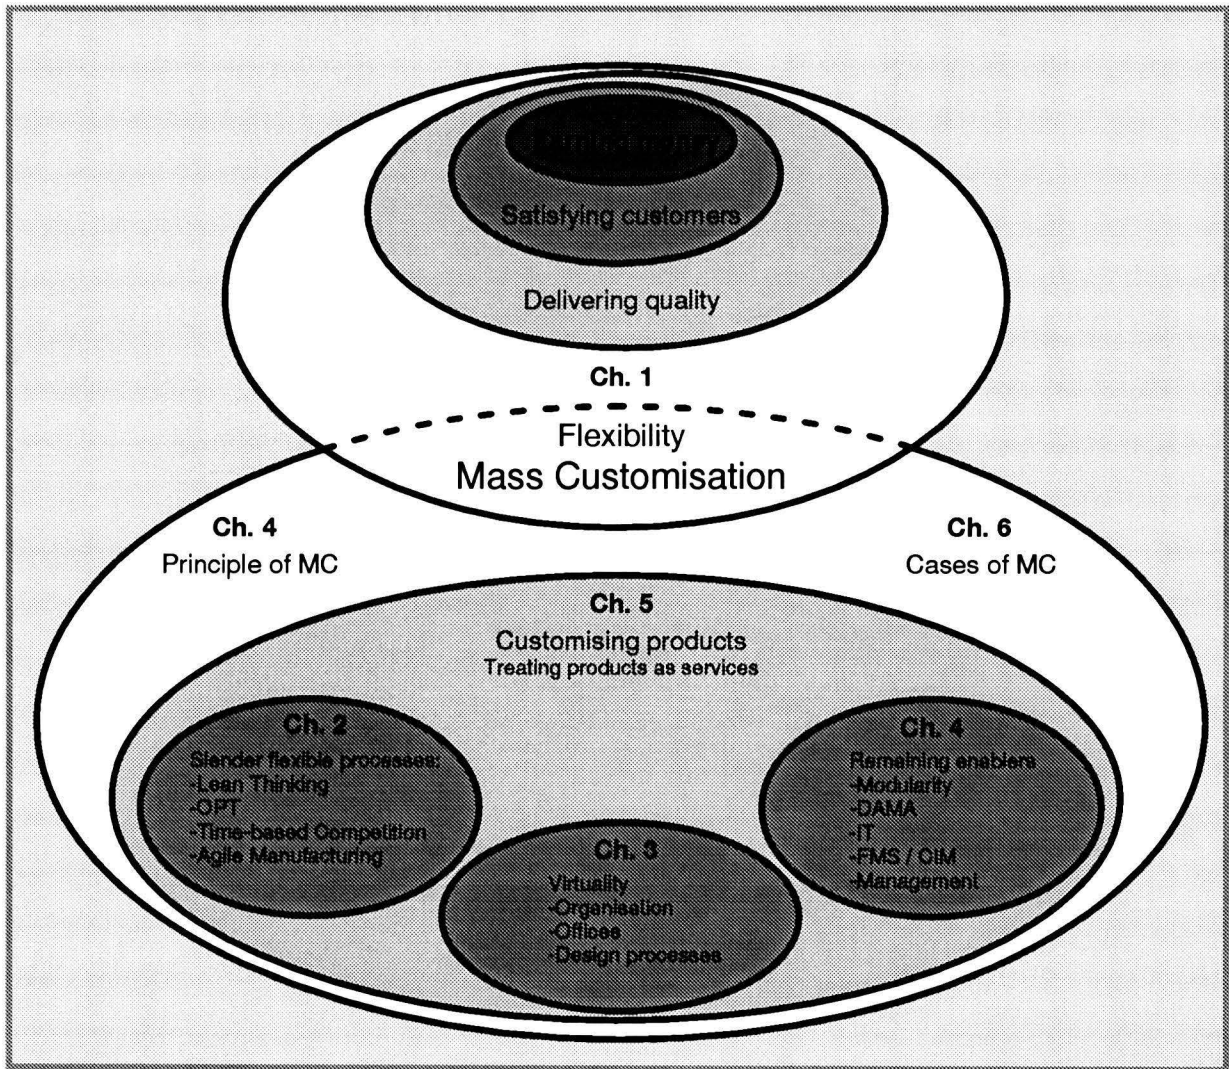 Satisfying customers
Delivering quality
Ch. 1
Flexibility
Mass Customisation
Ch. 4
Principle of MC
Ch. 6
Cases of MC
Ch. 5
Customising products
Treating products as services
Ch. 2
Slender flexible processes:
-Lean Thinking
-OPT
-Time-based Competition
-Agile Manufacturing
Ch. 3
Virtuality
-Organisation
-Offices
-Design processes
Ch. 4
Remaining enablers
-Modularity
-DAMA
-IT
-FMS / CIM
-Management